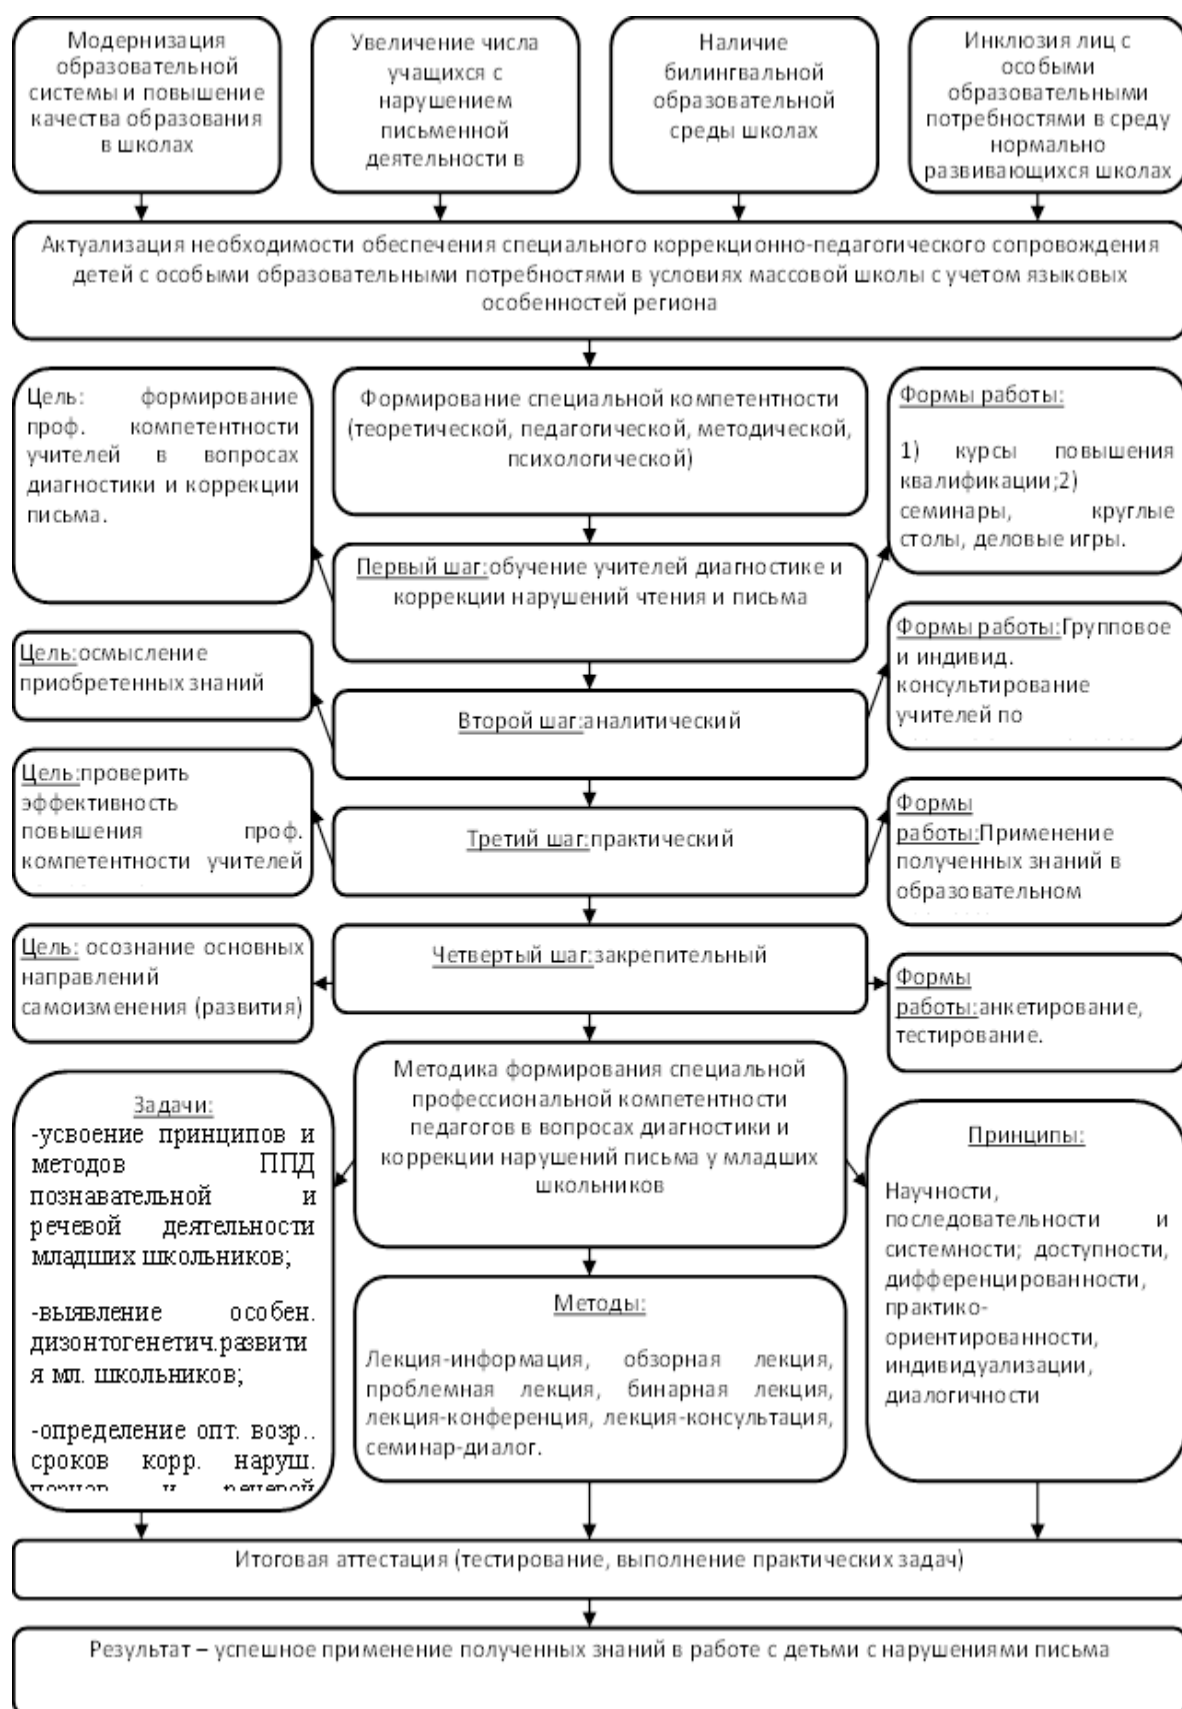 Модернизация
образовательной
системы и повышение
качества образования
в школах
Увеличение числа
учащихся с
нарушением
письменной
деятельности в
Наличие
билингвальной
образовательной
среды школах
Инклюзия лиц с
особыми
образовательными
потребностями в среду
нормально
развивающихся школах
Актуализация необходимости обеспечения специального коррекционно-педагогического сопровождения
детей с особыми образовательными потребностями в условиях массовой школы с учетом языковых
особенностей региона
Цель: формирование
проф. компетентности
учителей в вопросах
диагностики и коррекции
письма.
Формирование специальной компетентности
(теоретической, педагогической, методической,
психологической)
Формы работы:
1) курсы повышения
квалификации;2)
семинары, круглые
столы, деловые игры.
Первый шаг:обучение учителей диагностике и
коррекции нарушений чтения и письма
Цель:осмысление
приобретенных знаний
Второй шаг:аналитический
Формы работы:Групповое
и индивид.
консультирование
учителей по
Цель:проверить
эффективность
повышения проф.
компетентности учителей
Третий шаг:практический
Формы
работы:Применение
полученных знаний в
образовательном
Цель: осознание основных
направлений
самоизменения (развития)
Четвертый шаг:закрепительный
Формы
работы:анкетирование,
тестирование.
Задачи:
-усвоение принципов и
методов ППД
познавательной и
речевой деятельности
младших школьников;
-выявление особен.
дизонтогенетич.развити
я мл. школьников;
-определение опт. возр..
сроков корр. наруш.
Методика формирования специальной
профессиональной компетентности
педагогов в вопросах диагностики и
коррекции нарушений письма у младших
школьников
Принципы:
Научности,
последовательности и
системности; доступности,
дифференцированности,
практико-
ориентированности,
индивидуализации,
диалогичности
Методы:
Лекция-информация, обзорная лекция,
проблемная лекция, бинарная лекция,
лекция-конференция, лекция-консультация,
семинар-диалог.
Итоговая аттестация (тестирование, выполнение практических задач)
Результат – успешное применение полученных знаний в работе с детьми с нарушениями письма